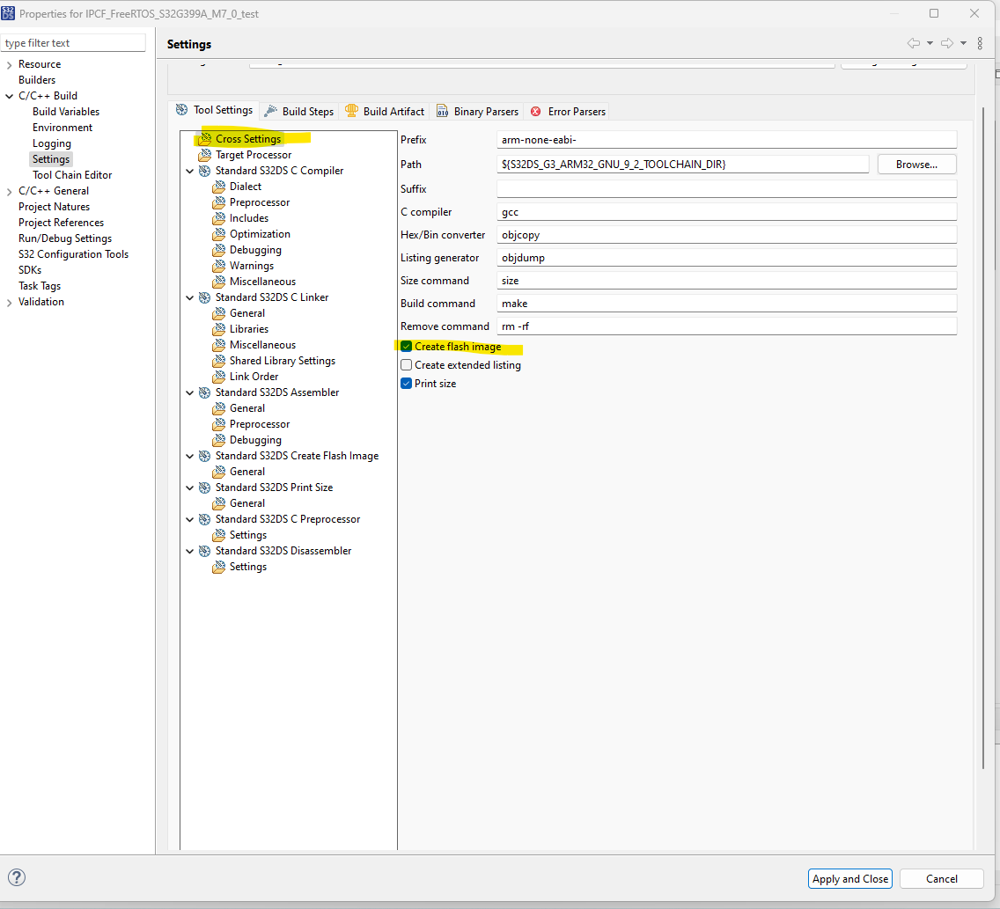 S32 DS
Properties for IPCF_FreeRTOS_S32G399A_M7_0_test
type filter text
Resource
Builders
C/C++ Build
Build Variables
Environment
Logging
Settings
Tool Chain Editor
C/C++ General
Project Natures
Project References
Run/Debug Settings
S32 Configuration Tools
SDKs
Task Tags
Validation
Settings
Tool Settings
Build Steps
Build Artifact
Binary Parsers
Error Parsers
Cross Settings
Target Processor
Standard S32DS C Compiler
Dialect
Preprocessor
Includes
Optimization
Debugging
Warnings
Miscellaneous
Standard S32DS C Linker
General
Libraries
Miscellaneous
Shared Library Settings
Link Order
Standard S32DS Assembler
General
Preprocessor
Debugging
Standard S32DS Create Flash Image
General
Standard S32DS Print Size
General
Standard S32DS C Preprocessor
Settings
Standard S32DS Disassembler
Settings
Prefix arm-none-eabi-
Path ${S32DS_G3_ARM32_GNU_9_2_TOOLCHAIN_DIR} Browse...
Suffix
C compiler gcc
Hex/Bin converter objcopy
Listing generator objdump
Size command size
Build command make
Remove command rm -rf
Create flash image
Create extended listing
Print size
Apply and Close
Cancel